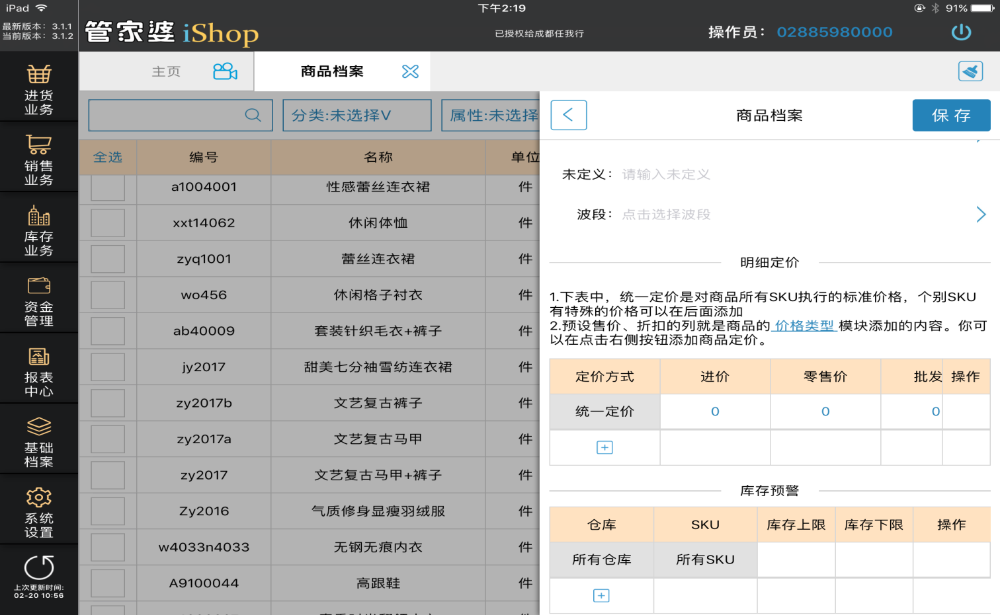 iPad
下午2:19
91%
最新版本: 3.1.1
当前版本: 3.1.2
管家婆 iShop
已授权给成都任我行
操作员: 02885980000
主页
商品档案
进货
业务
销售
业务
库存
业务
资金
管理
报表
中心
基础
档案
系统
设置
上次更新时间:
02-20 10:56
分类:未选择V
属性:未选择
全选 编号 名称 单位
a1004001 性感蕾丝连衣裙 件
xxt14062 休闲体恤 件
zyq1001 蕾丝连衣裙 件
wo456 休闲格子衬衣 件
ab40009 套装针织毛衣+裤子 件
jy2017 甜美七分袖雪纺连衣裙 件
zy2017b 文艺复古裤子 件
zy2017a 文艺复古马甲 件
zy2017 文艺复古马甲+裤子 件
Zy2016 气质修身显瘦羽绒服 件
w4033n4033 无钢无痕内衣 件
A9100044 高跟鞋 件
商品档案
保 存
未定义: 请输入未定义
波段: 点击选择波段
明细定价
1.下表中，统一定价是对商品所有SKU执行的标准价格，个别SKU
有特殊的价格可以在后面添加
2.预设售价、折扣的列就是商品的 价格类型 模块添加的内容。你可
以在点击右侧按钮添加商品定价。
定价方式 进价 零售价 批发 操作
统一定价 0 0 0
库存预警
仓库 SKU 库存上限 库存下限 操作
所有仓库 所有SKU